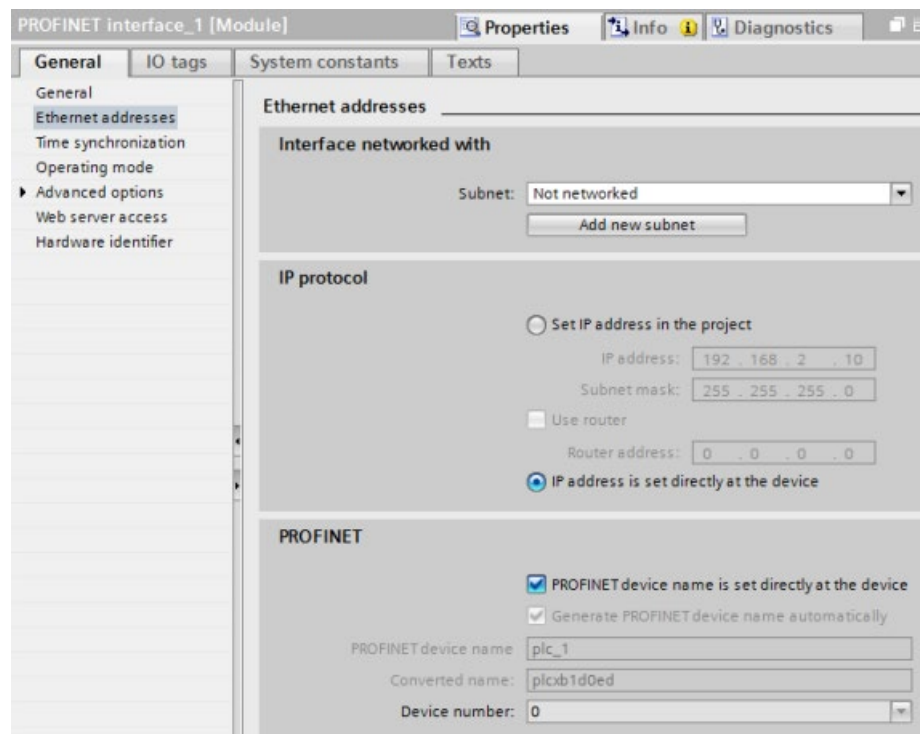 PROFINET interface_1 [Module]
Properties
Info
Diagnostics
General
IO tags
System constants
Texts
General
Ethernet addresses
Time synchronization
Operating mode
Advanced options
Web server access
Hardware identifier
Ethernet addresses
Interface networked with
Subnet: Not networked
Add new subnet
IP protocol
Set IP address in the project
IP address: 192 . 168 . 2 . 10
Subnet mask: 255 . 255 . 255 . 0
Use router
Router address: 0 . 0 . 0 . 0
IP address is set directly at the device
PROFINET
PROFINET device name is set directly at the device
Generate PROFINET device name automatically
PROFINET device name plc_1
Converted name: plcxb1d0ed
Device number: 0